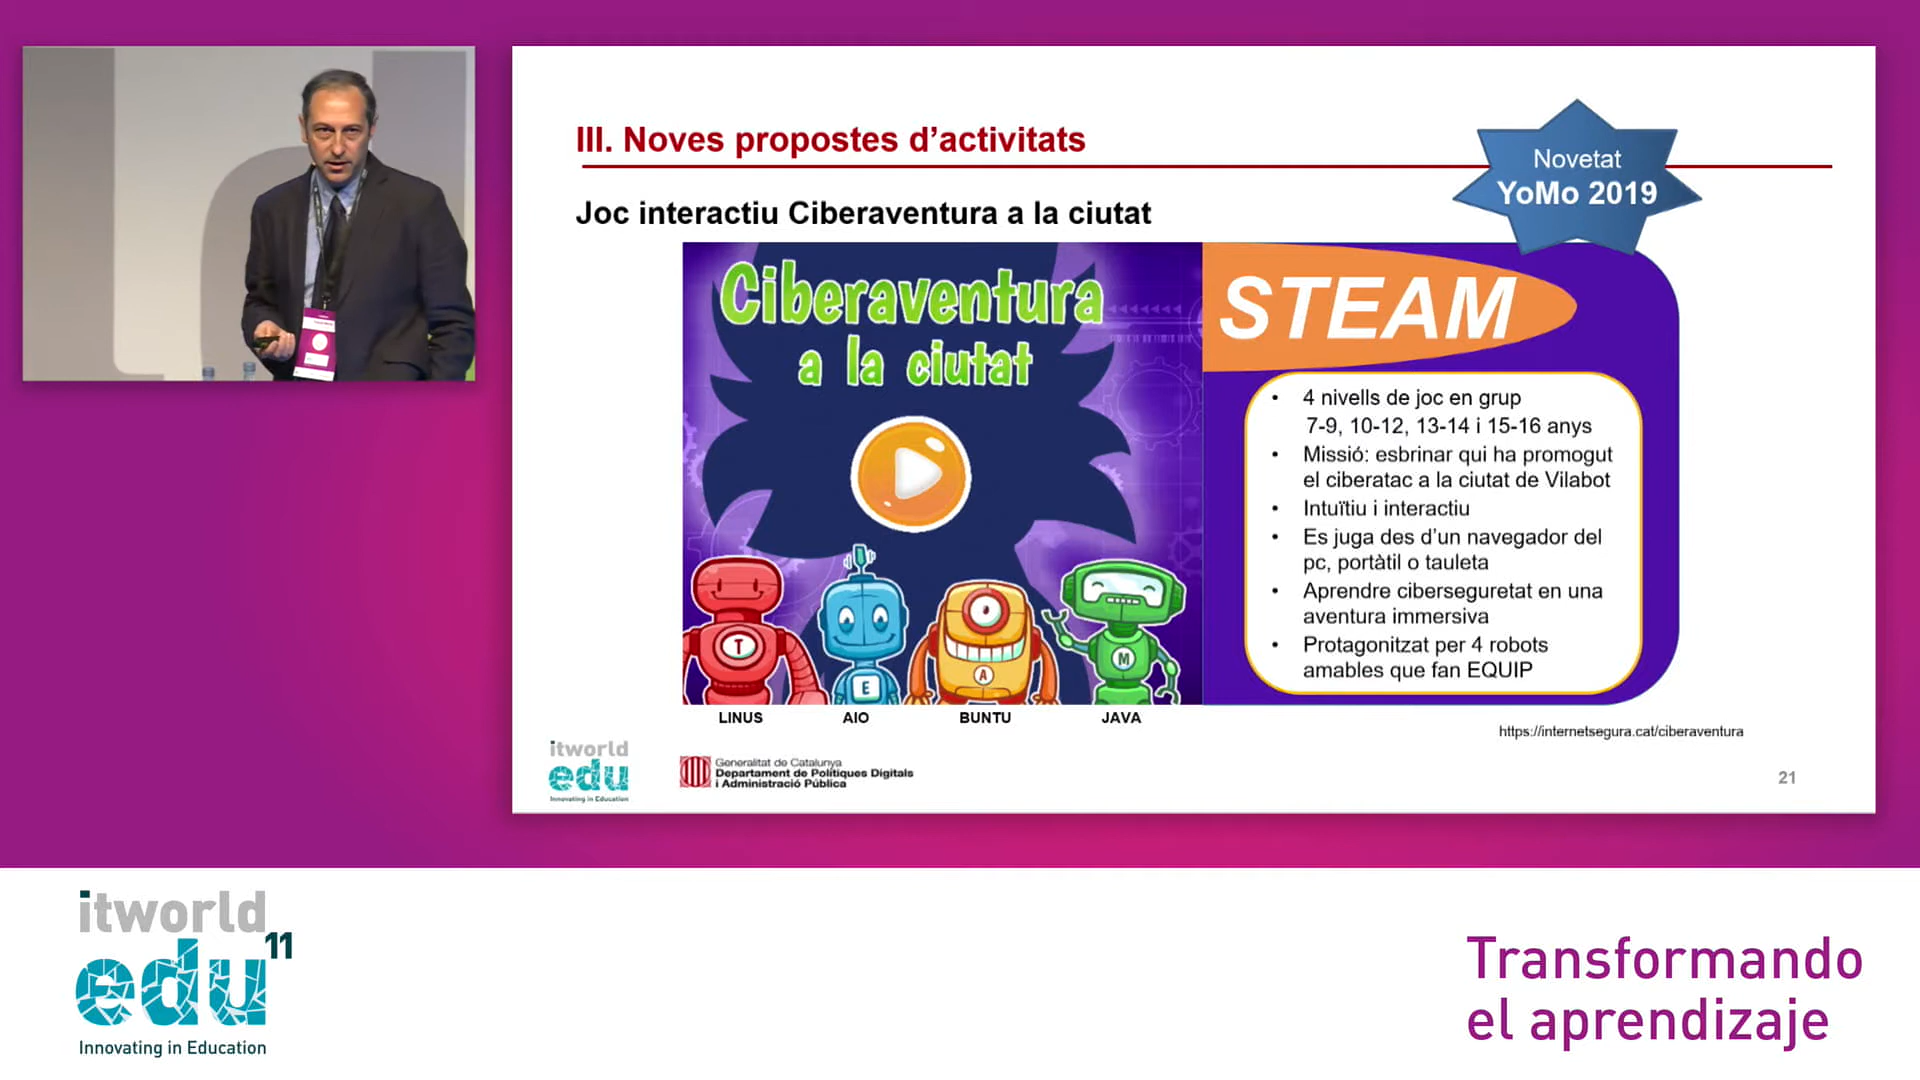 III. Noves propostes d’activitats
Novetat
YoMo 2019
Joc interactiu Ciberaventura a la ciutat
Ciberaventura
a la ciutat
STEAM
• 4 nivells de joc en grup
7-9, 10-12, 13-14 i 15-16 anys
• Missió: esbrinar qui ha promogut
el ciberatac a la ciutat de Vilabot
• Intuïtiu i interactiu
• Es juga des d’un navegador del
pc, portàtil o tauleta
• Aprendre ciberseguretat en una
aventura immersiva
• Protagonitzat per 4 robots
amables que fan EQUIP
T
E
A
M
LINUS AIO BUNTU JAVA
https://internetsegura.cat/ciberaventura
itworld
edu
Innovating in Education
Generalitat de Catalunya
Departament de Polítiques Digitals
i Administració Pública
21
itworld
edu11
Innovating in Education
Transformando
el aprendizaje